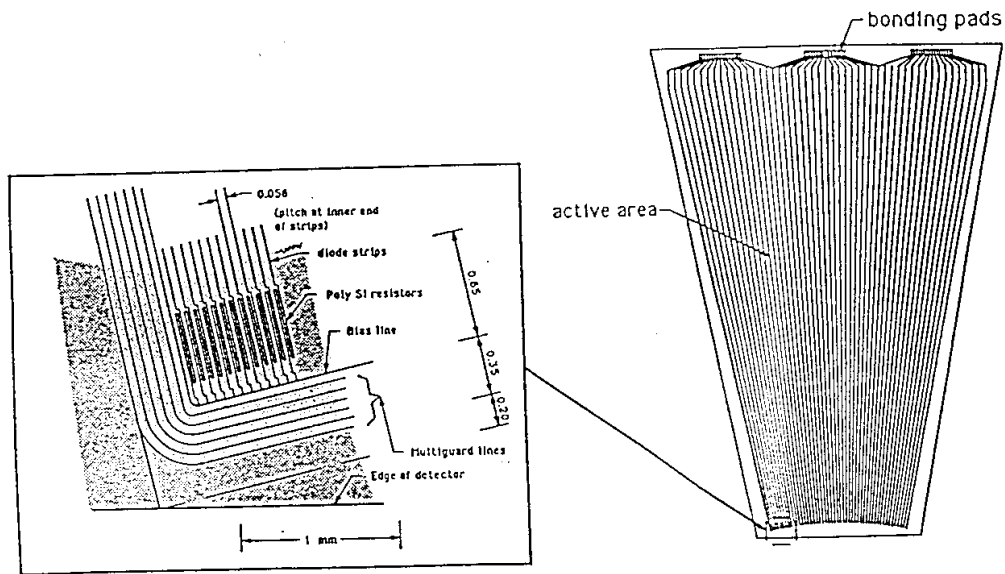 bonding pads
0.058
(pitch at inner end
of strips)
diode strips
Poly Si resistors
Bias line
0.65
0.35
0.20
Multiguard lines
Edge of detector
1 mm
active area